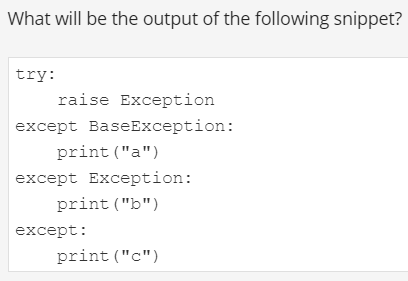 What will be the output of the following snippet?
try:
    raise Exception
except BaseException:
    print("a")
except Exception:
    print("b")
except:
    print("c")